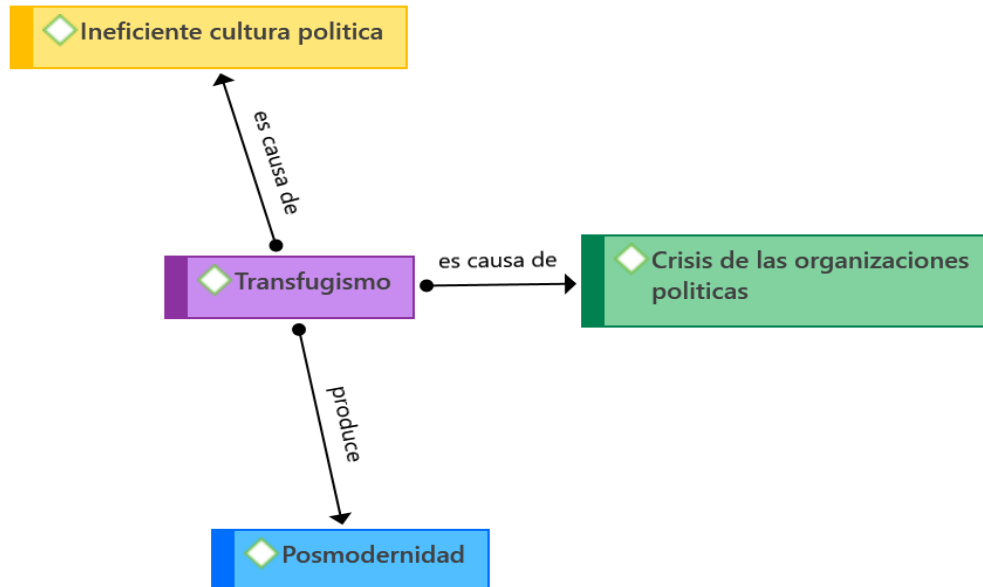 Ineficiente cultura politica
es causa de
Transfugismo
es causa de
Crisis de las organizaciones
politicas
produce
Posmodernidad